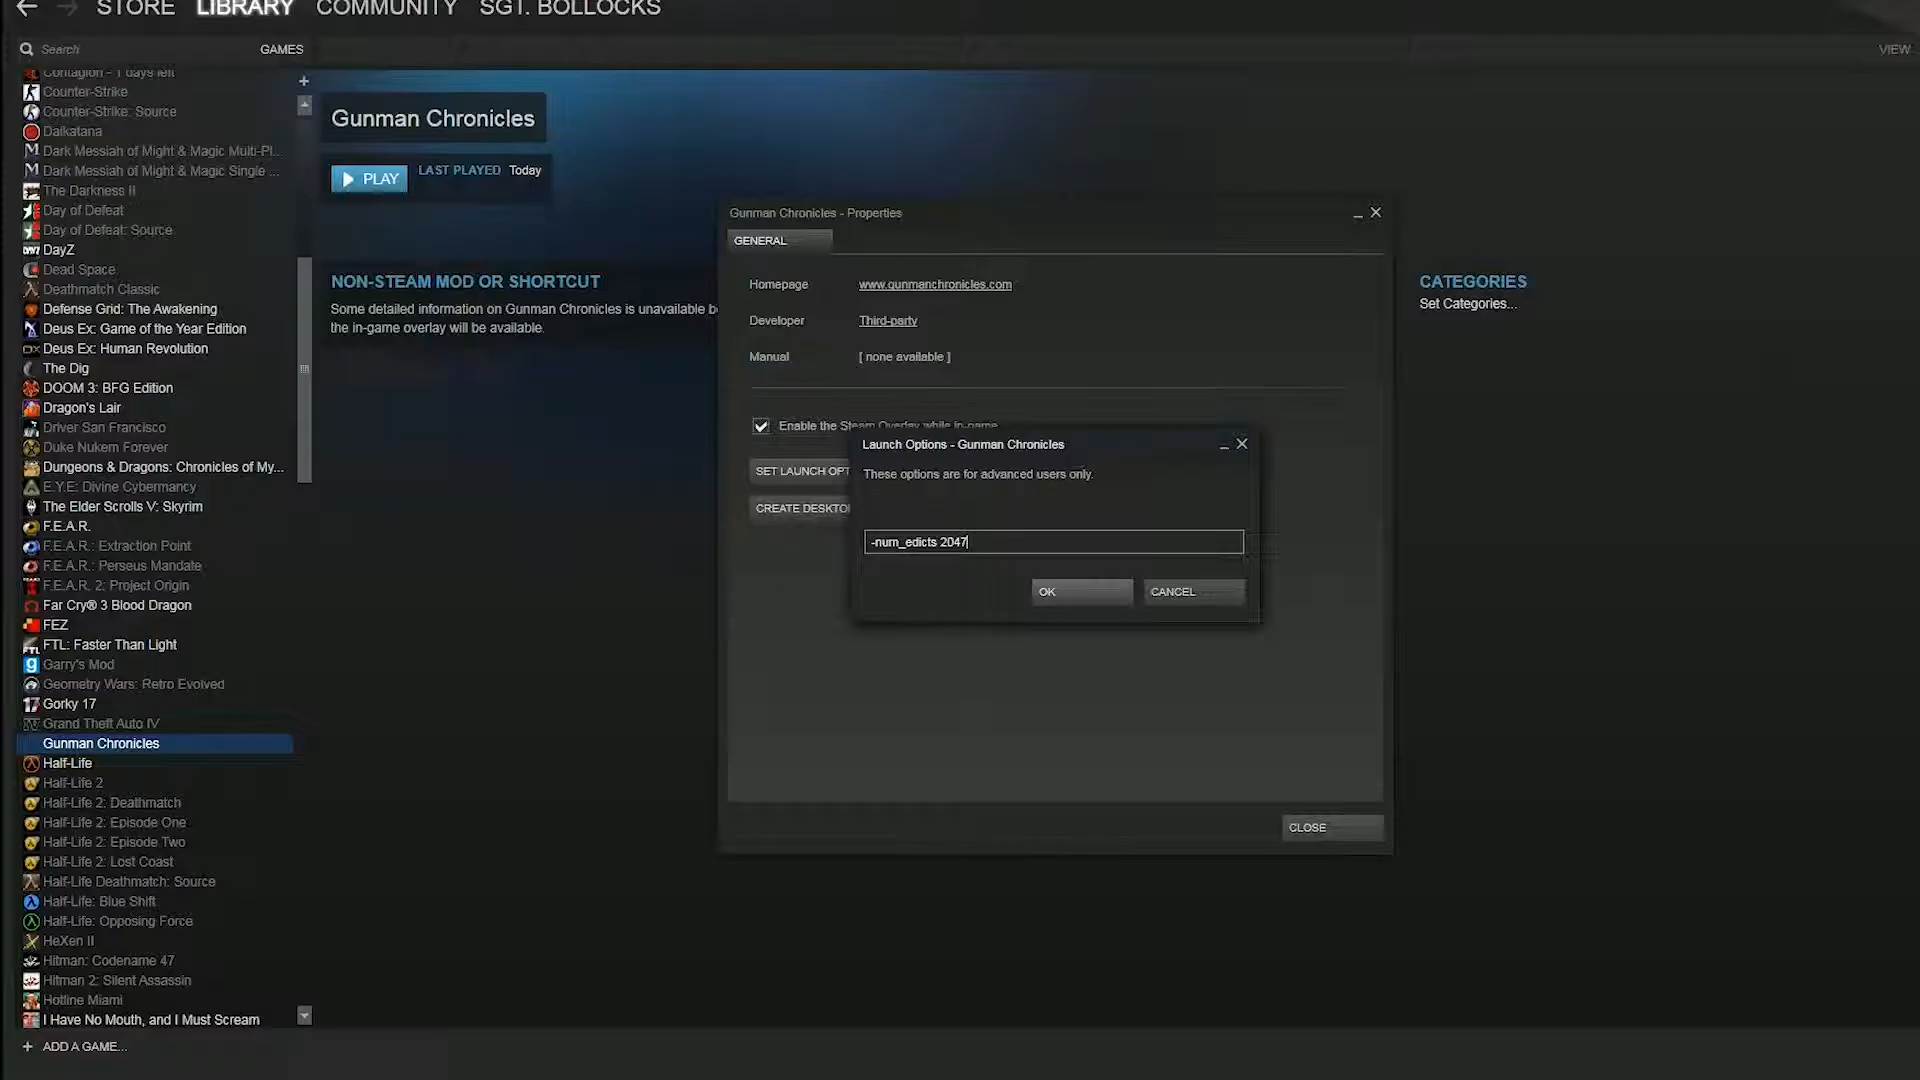 STORE LIBRARY COMMUNITY SGT. BOLLOCKS
Search GAMES VIEW
Contagion - 1 days left
Counter-Strike
Counter-Strike: Source
Daikatana
Dark Messiah of Might & Magic Multi-Pl...
Dark Messiah of Might & Magic Single ...
The Darkness II
Day of Defeat
Day of Defeat: Source
DayZ
Dead Space
Deathmatch Classic
Defense Grid: The Awakening
Deus Ex: Game of the Year Edition
Deus Ex: Human Revolution
The Dig
DOOM 3: BFG Edition
Dragon's Lair
Driver San Francisco
Duke Nukem Forever
Dungeons & Dragons: Chronicles of My...
E.Y.E: Divine Cybermancy
The Elder Scrolls V: Skyrim
F.E.A.R.
F.E.A.R.: Extraction Point
F.E.A.R.: Perseus Mandate
F.E.A.R. 2: Project Origin
Far Cry® 3 Blood Dragon
FEZ
FTL: Faster Than Light
Garry's Mod
Geometry Wars: Retro Evolved
Gorky 17
Grand Theft Auto IV
Gunman Chronicles
Half-Life
Half-Life 2
Half-Life 2: Deathmatch
Half-Life 2: Episode One
Half-Life 2: Episode Two
Half-Life 2: Lost Coast
Half-Life Deathmatch: Source
Half-Life: Blue Shift
Half-Life: Opposing Force
HeXen II
Hitman: Codename 47
Hitman 2: Silent Assassin
Hotline Miami
I Have No Mouth, and I Must Scream
+ ADD A GAME...
Gunman Chronicles
PLAY LAST PLAYED Today
NON-STEAM MOD OR SHORTCUT
Some detailed information on Gunman Chronicles is unavailable b
the in-game overlay will be available.
Gunman Chronicles - Properties
GENERAL
Homepage www.gunmanchronicles.com
Developer Third-party
Manual [ none available ]
Enable the Steam Overlay while in-game
SET LAUNCH OPT
CREATE DESKTO
Launch Options - Gunman Chronicles
These options are for advanced users only.
-num_edicts 2047
OK CANCEL
CLOSE
CATEGORIES
Set Categories...